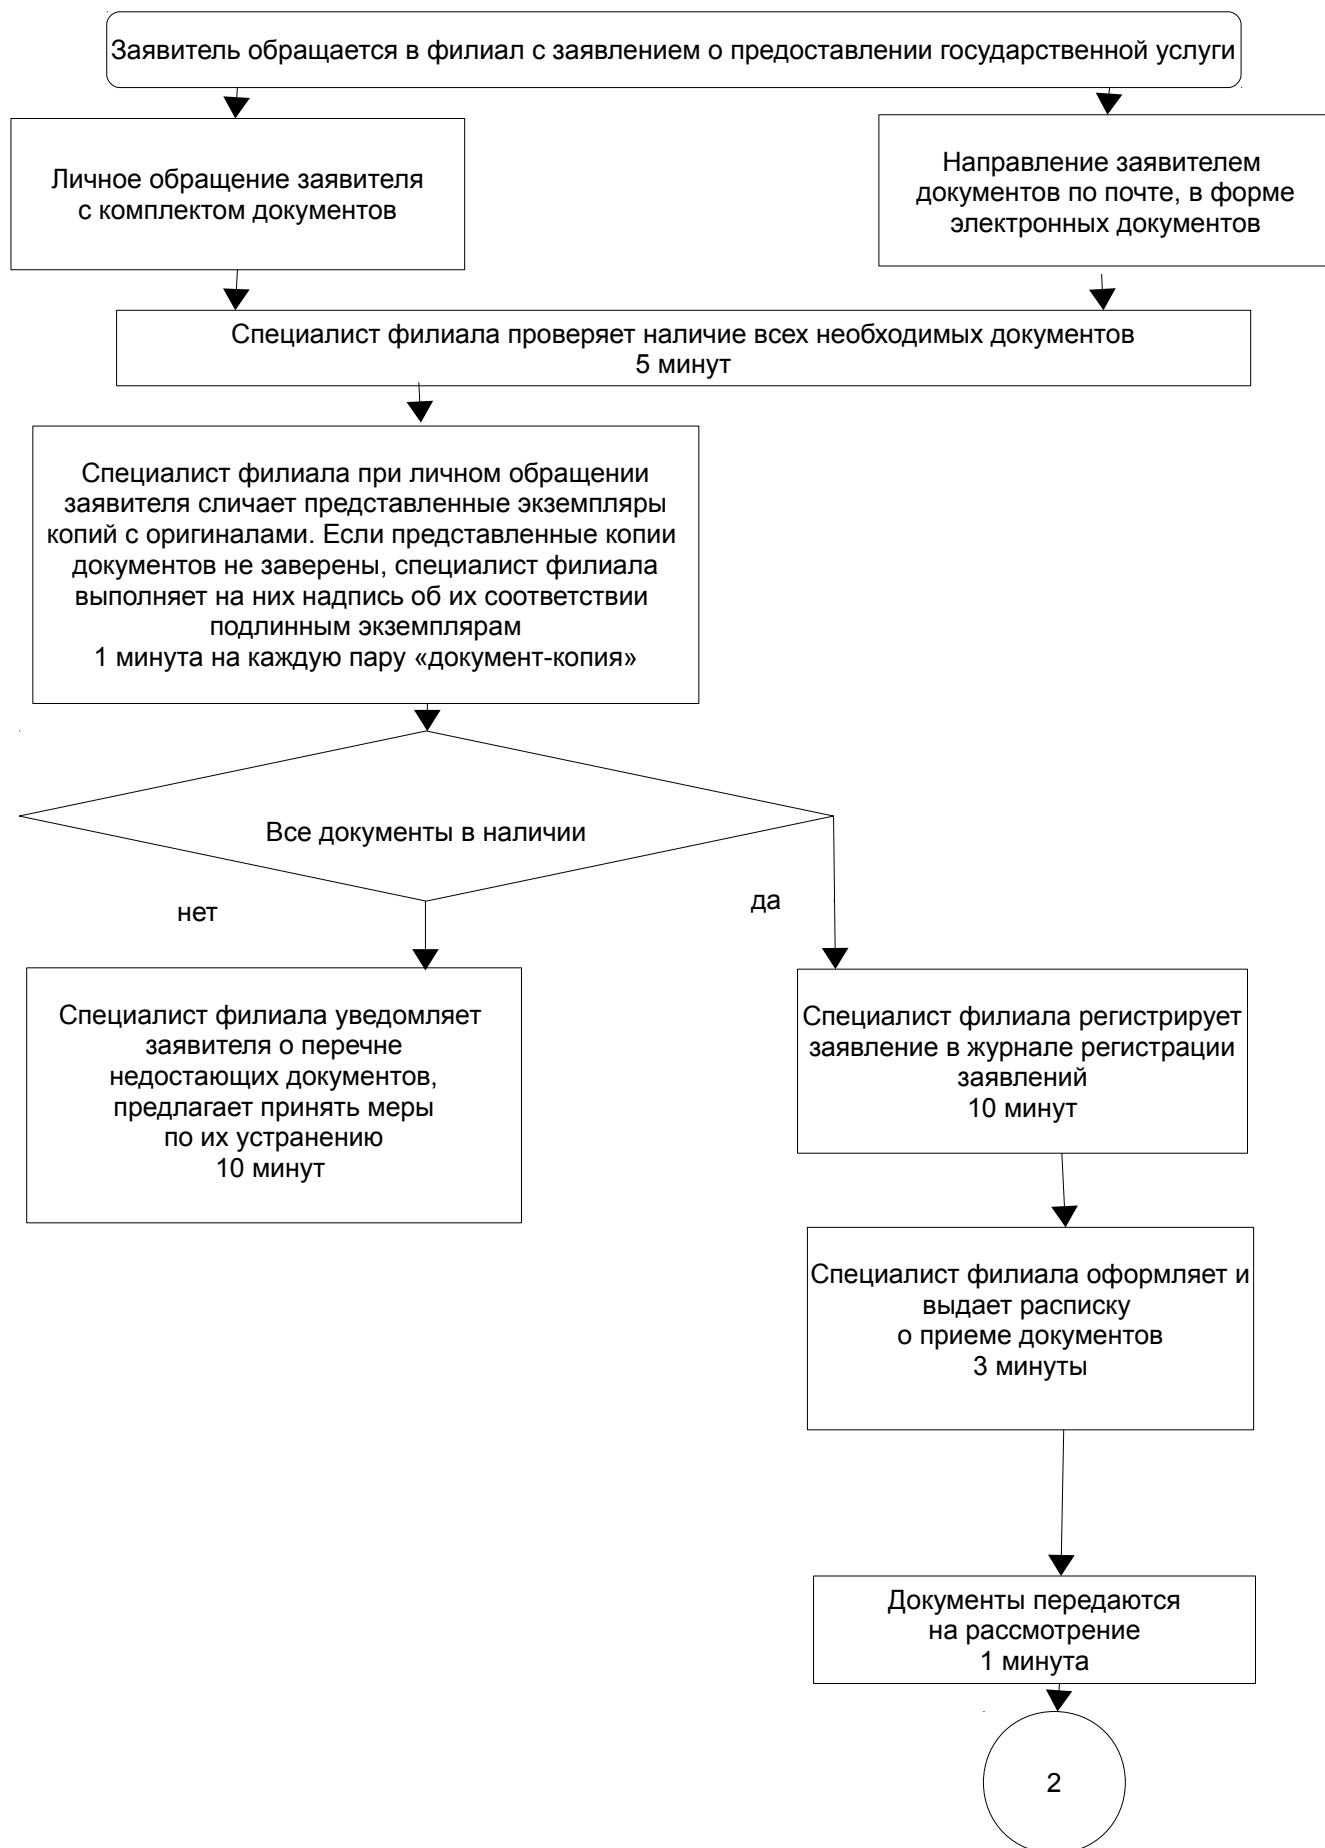 Заявитель обращается в филиал с заявлением о предоставлении государственной услуги
Личное обращение заявителя
с комплектом документов
Направление заявителем
документов по почте, в форме
электронных документов
Специалист филиала проверяет наличие всех необходимых документов
5 минут
Специалист филиала при личном обращении
заявителя сличает представленные экземпляры
копий с оригиналами. Если представленные копии
документов не заверены, специалист филиала
выполняет на них надпись об их соответствии
подлинным экземплярам
1 минута на каждую пару «документ-копия»
Все документы в наличии
нет
да
Специалист филиала уведомляет
заявителя о перечне
недостающих документов,
предлагает принять меры
по их устранению
10 минут
Специалист филиала регистрирует
заявление в журнале регистрации
заявлений
10 минут
Специалист филиала оформляет и
выдает расписку
о приеме документов
3 минуты
Документы передаются
на рассмотрение
1 минута
2